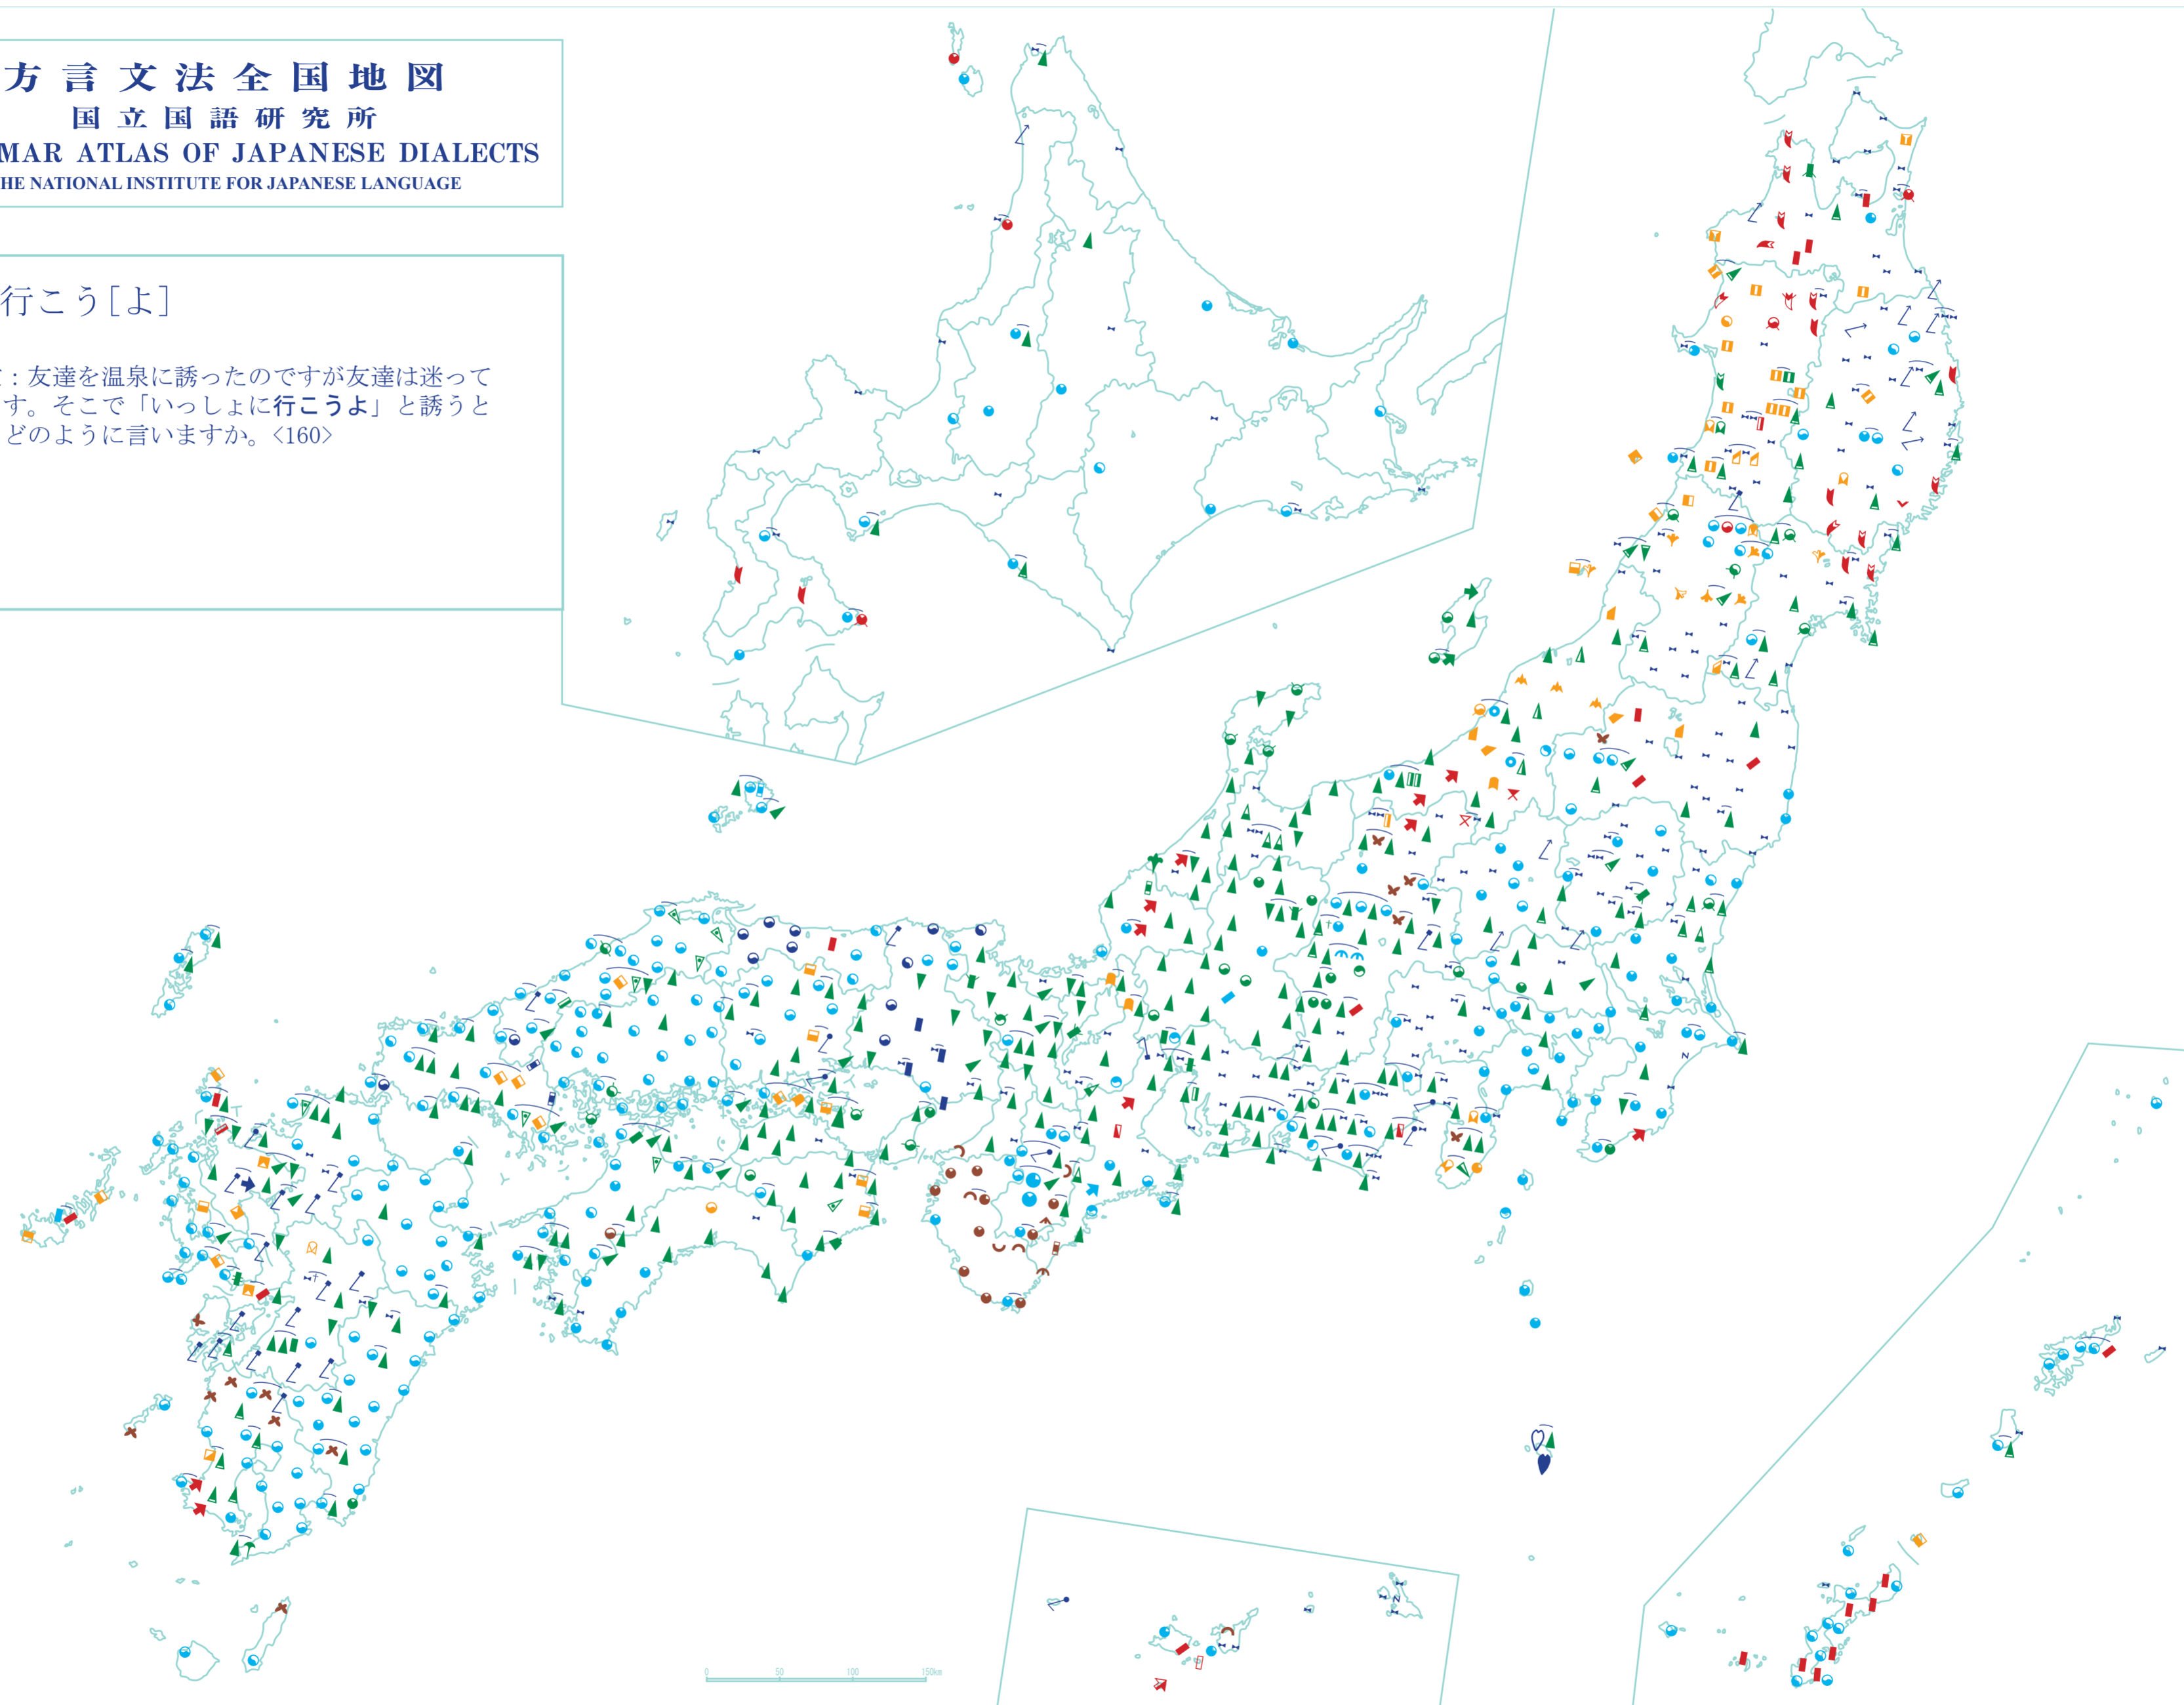 方言文法全国地図
国立国語研究所
MAR ATLAS OF JAPANESE DIALECTS
HE NATIONAL INSTITUTE FOR JAPANESE LANGUAGE
行こう[よ]
：友達を温泉に誘ったのですが友達は迷って
す。そこで「いっしょに行こうよ」と誘うと
どのように言いますか。<160>
0 50 100 150km